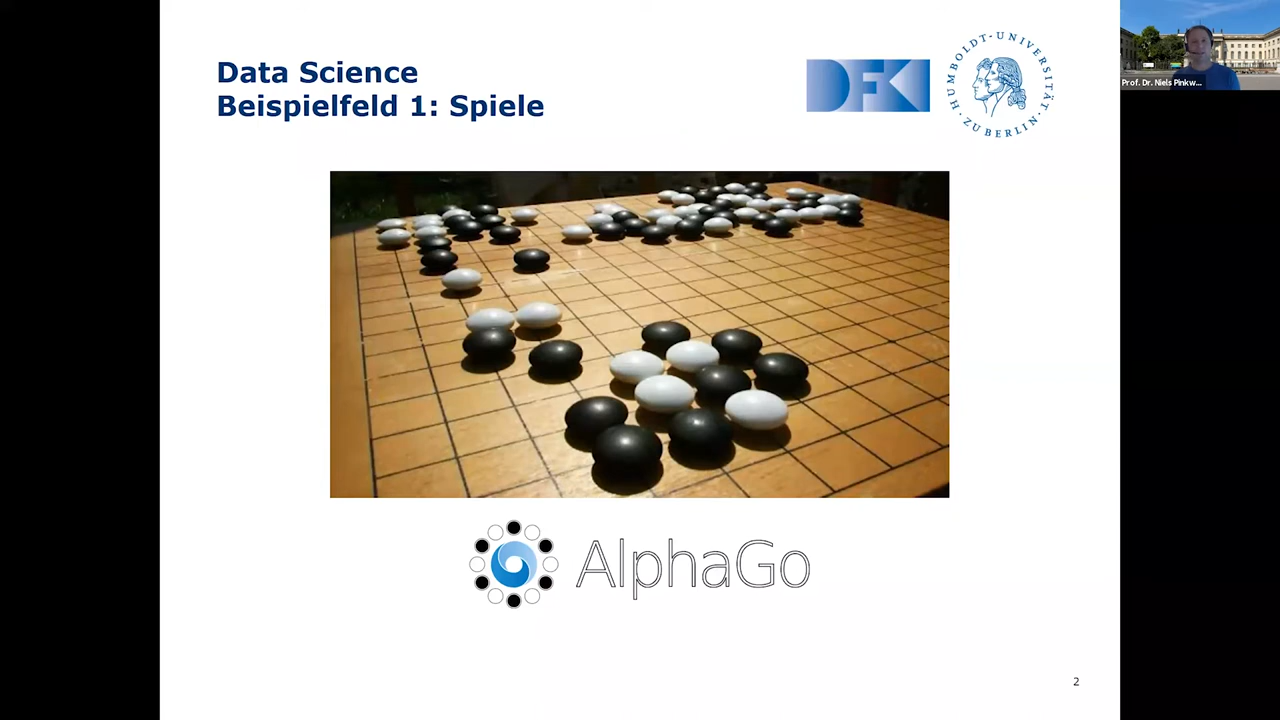 Data Science
Beispielfeld 1: Spiele
DFKI
HUMBOLDT-UNIVERSITÄT ZU BERLIN
Prof. Dr. Niels Pinkw...
AlphaGo
2